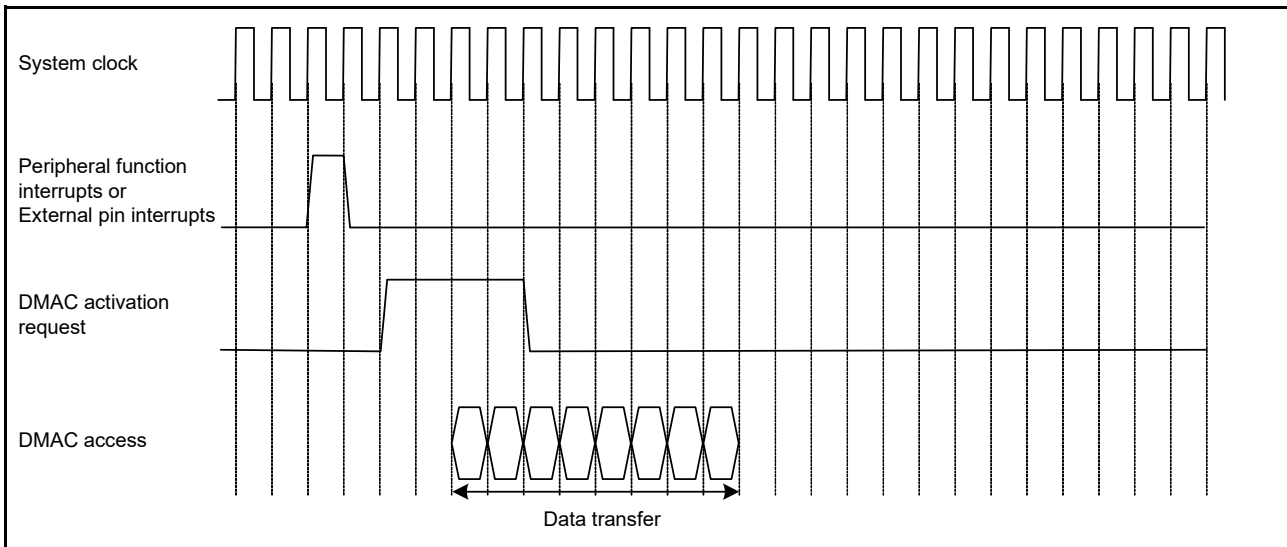 System clock
Peripheral function
interrupts or
External pin interrupts
DMAC activation
request
DMAC access
Data transfer